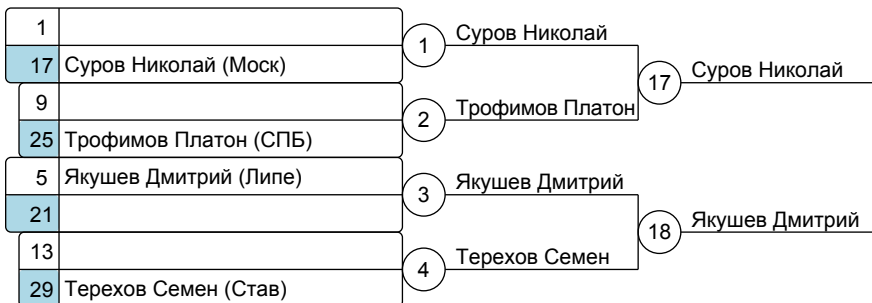 1
17 Суров Николай (Моск)
9
25 Трофимов Платон (СПБ)
5 Якушев Дмитрий (Липе)
21
13
29 Терехов Семен (Став)
1 Суров Николай
2 Трофимов Платон
3 Якушев Дмитрий
4 Терехов Семен
17 Суров Николай
18 Якушев Дмитрий